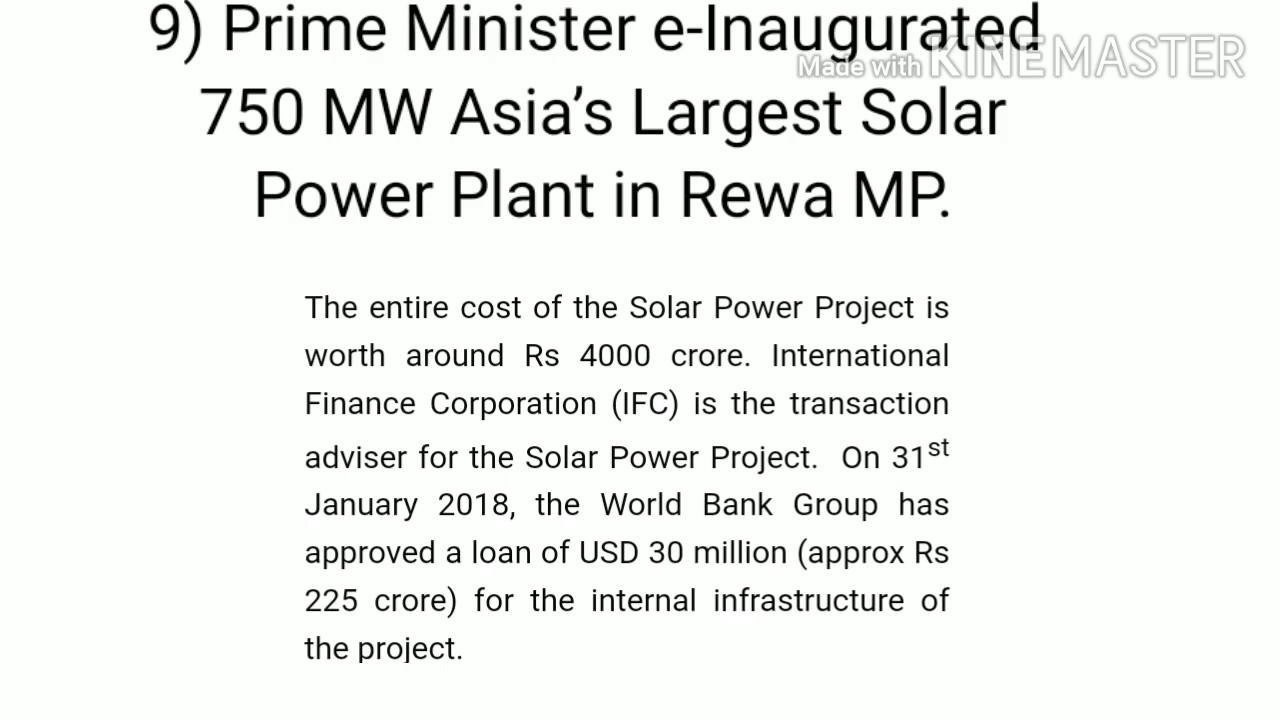 9) Prime Minister e-Inaugurated
Made with KINEMASTER
750 MW Asia’s Largest Solar
Power Plant in Rewa MP.
The entire cost of the Solar Power Project is
worth around Rs 4000 crore. International
Finance Corporation (IFC) is the transaction
adviser for the Solar Power Project. On 31st
January 2018, the World Bank Group has
approved a loan of USD 30 million (approx Rs
225 crore) for the internal infrastructure of
the project.